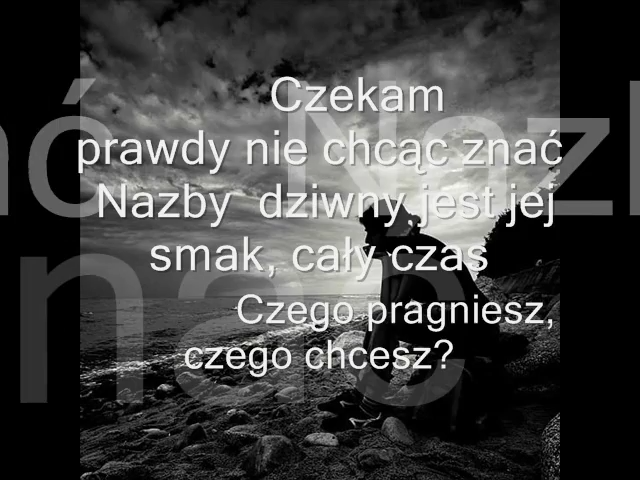 Czekam
prawdy nie chcąc znać
Nazby dziwny jest jej
smak, cały czas
Czego pragniesz,
czego chcesz?